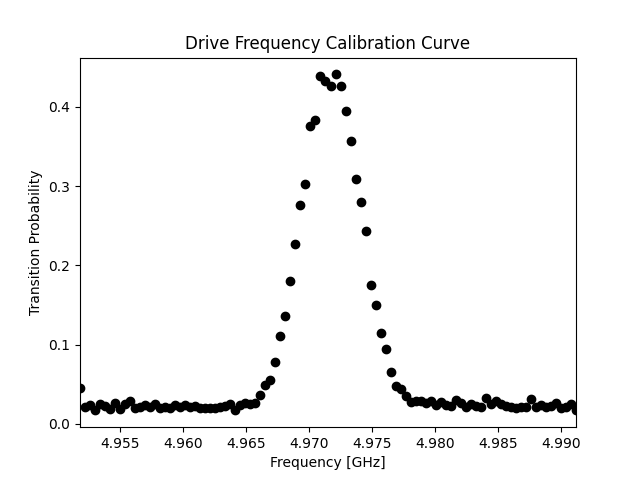 Drive Frequency Calibration Curve
Transition Probability
0.4
0.3
0.2
0.1
0.0
4.955 4.960 4.965 4.970 4.975 4.980 4.985 4.990
Frequency [GHz]